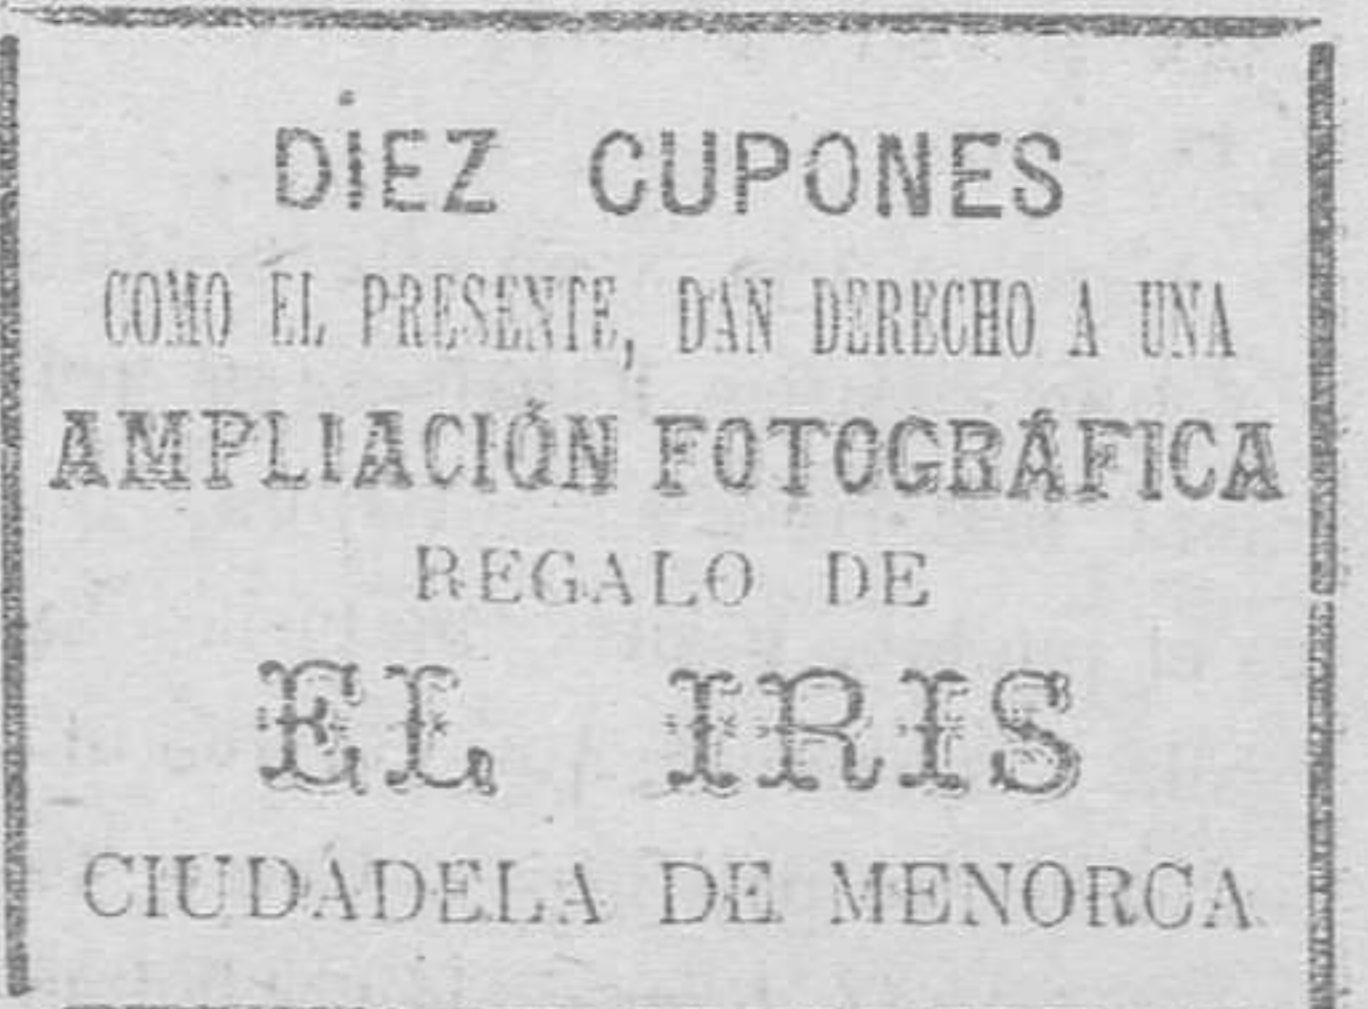 DIEZ CUPONES
COMO EL PRESENTE, DAN DERECHO A UNA
AMPLIACIÓN FOTOGRÁFICA
REGALO DE
EL IRIS
CIUDADELA DE MENORCA